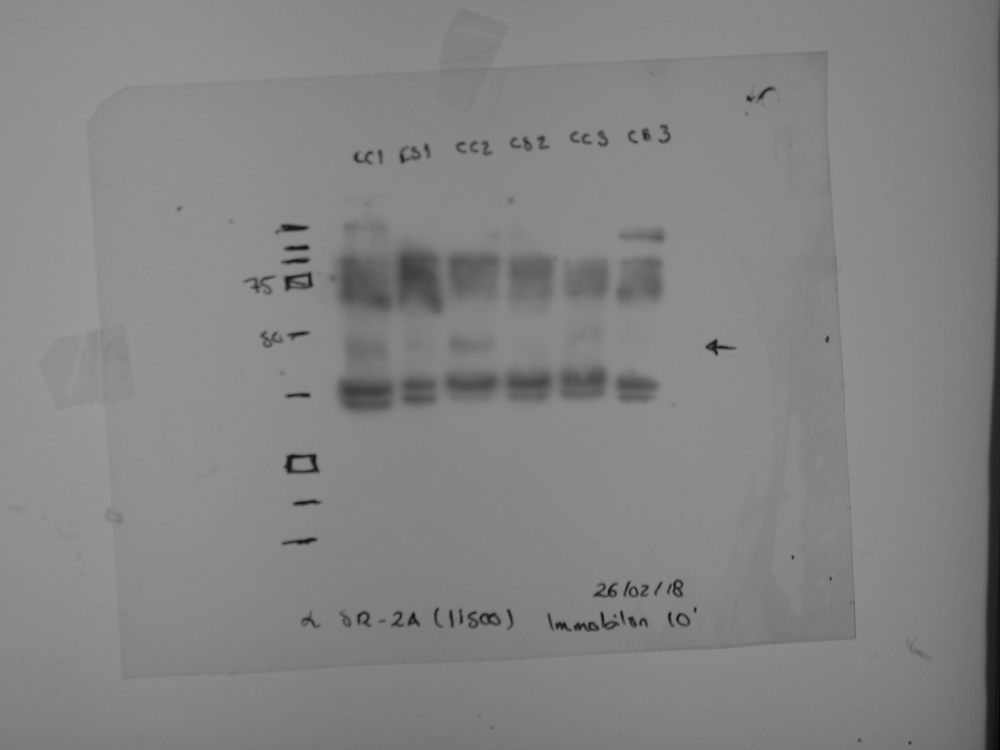 CC1 CS1 CC2 CS2 CC3 CS3
75
50
26/02/18
α 5R-2A (1:500) Immobilon 10'